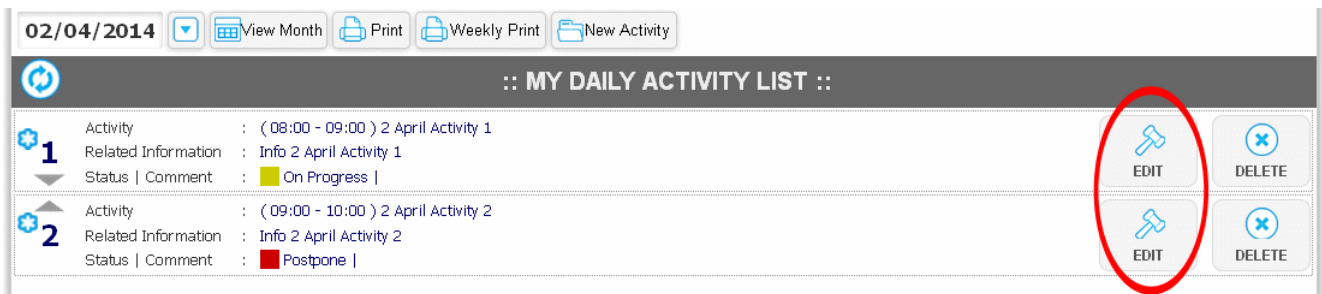 02/04/2014 View Month Print Weekly Print New Activity
:: MY DAILY ACTIVITY LIST ::
1
Activity : ( 08:00 - 09:00 ) 2 April Activity 1
Related Information : Info 2 April Activity 1
Status | Comment : On Progress |
EDIT DELETE
2
Activity : ( 09:00 - 10:00 ) 2 April Activity 2
Related Information : Info 2 April Activity 2
Status | Comment : Postpone |
EDIT DELETE